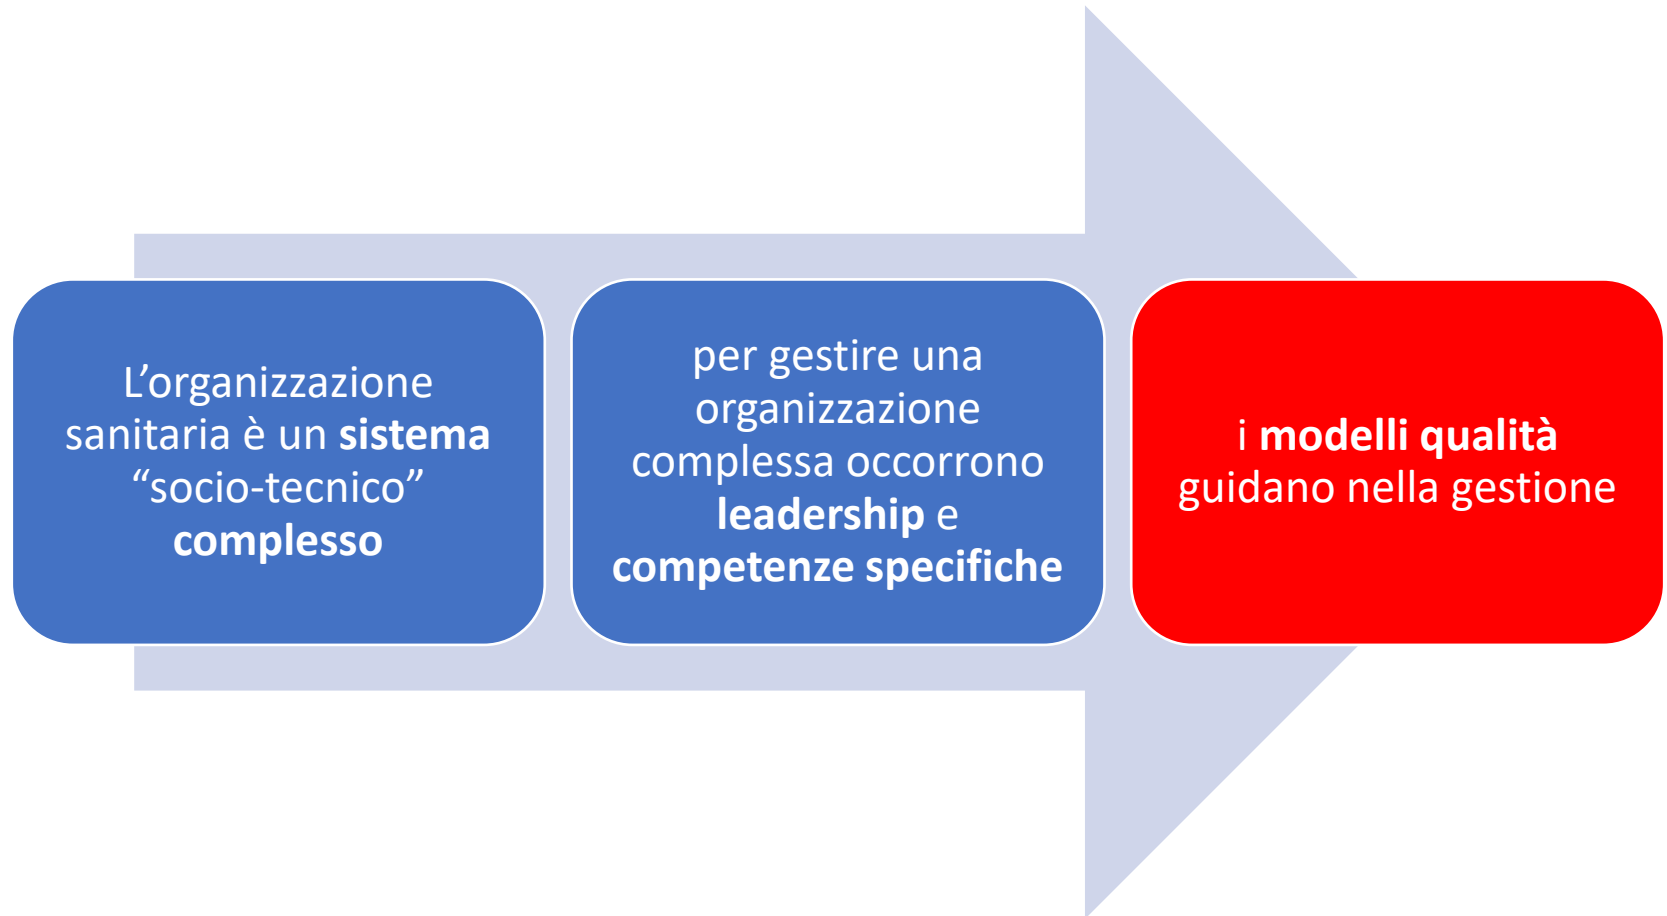 L’organizzazione
sanitaria è un sistema
“socio-tecnico”
complesso
per gestire una
organizzazione
complessa occorrono
leadership e
competenze specifiche
i modelli qualità
guidano nella gestione